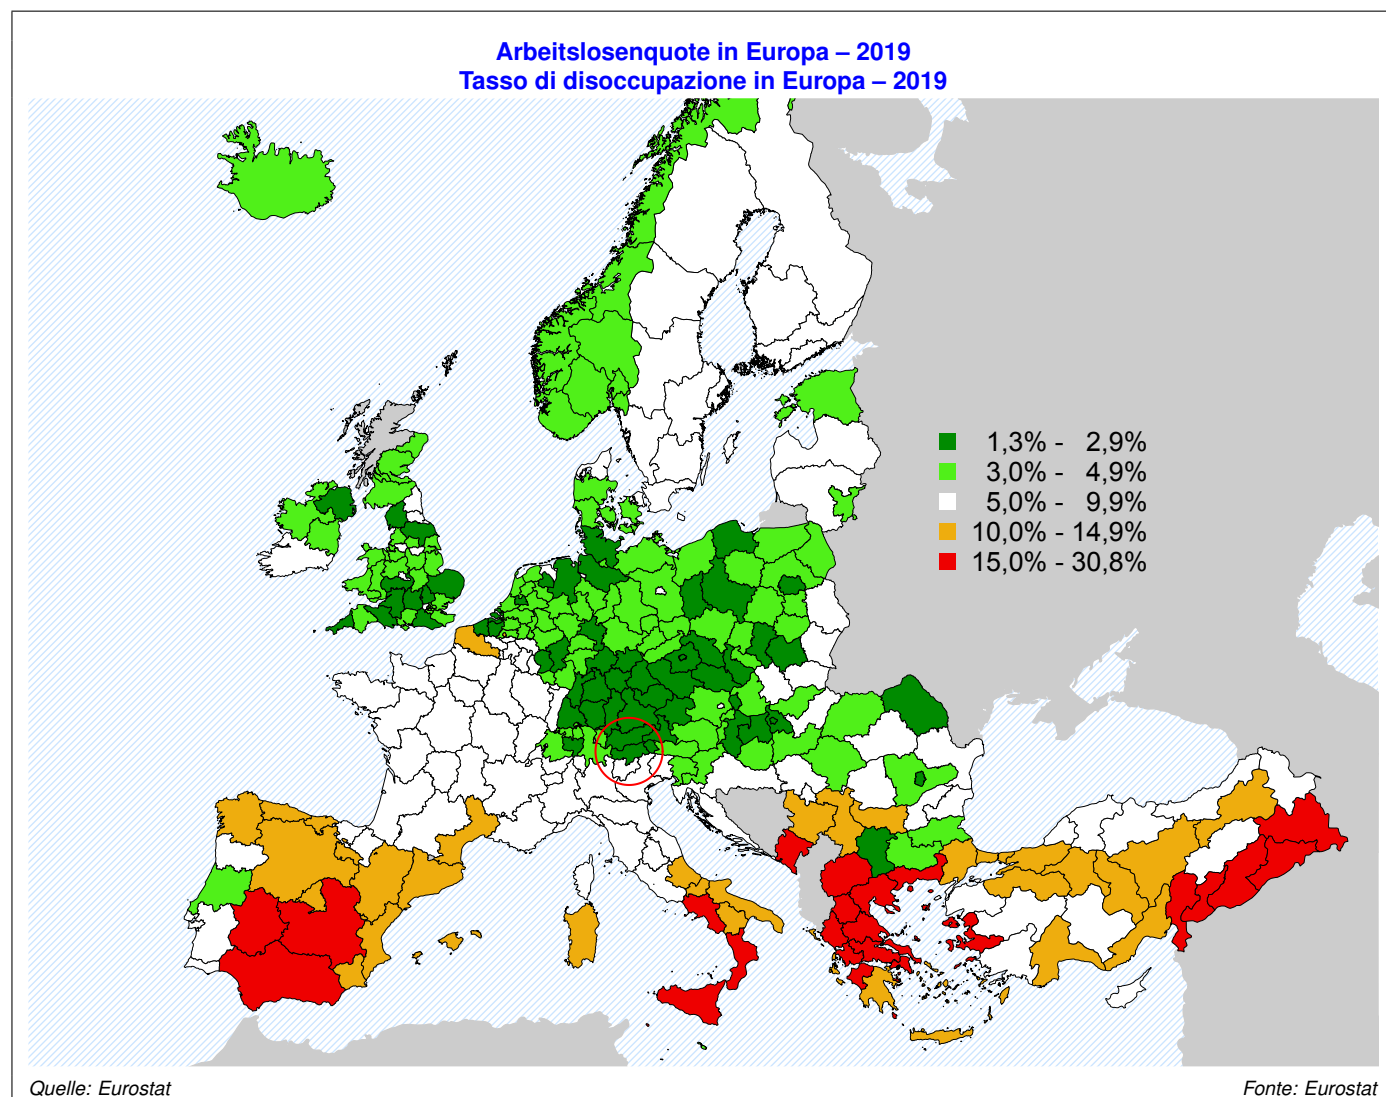 Arbeitslosenquote in Europa – 2019
Tasso di disoccupazione in Europa – 2019
1,3% - 2,9%
3,0% - 4,9%
5,0% - 9,9%
10,0% - 14,9%
15,0% - 30,8%
Quelle: Eurostat
Fonte: Eurostat